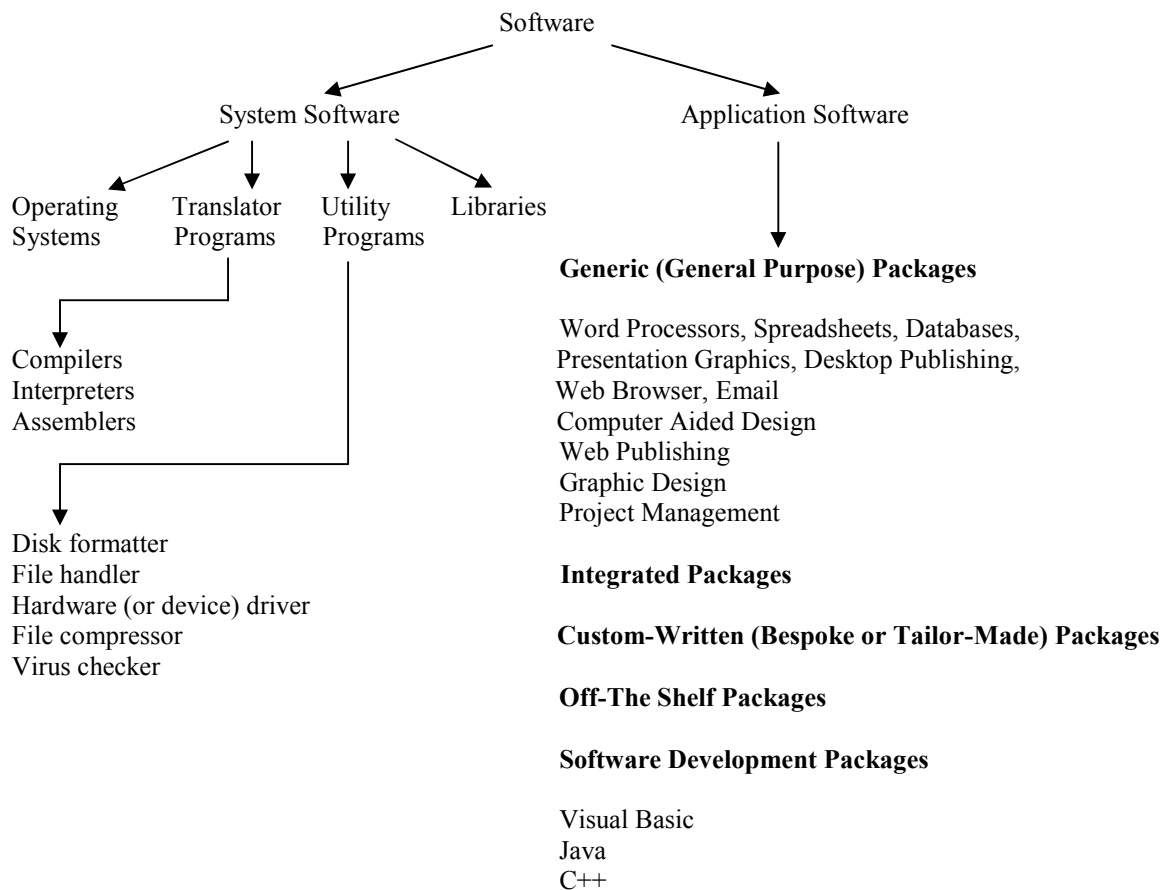 Software
System Software
Application Software
Operating
Systems
Translator
Programs
Utility
Programs
Libraries
Compilers
Interpreters
Assemblers
Disk formatter
File handler
Hardware (or device) driver
File compressor
Virus checker
Generic (General Purpose) Packages
Word Processors, Spreadsheets, Databases,
Presentation Graphics, Desktop Publishing,
Web Browser, Email
Computer Aided Design
Web Publishing
Graphic Design
Project Management
Integrated Packages
Custom-Written (Bespoke or Tailor-Made) Packages
Off-The Shelf Packages
Software Development Packages
Visual Basic
Java
C++